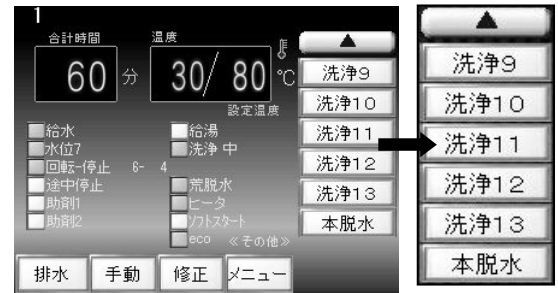 1
合計時間 温度
60 分 30/ 80 ℃
設定温度
給水 給湯
水位7 洗浄 中
回転-停止 6- 4
途中停止 荒脱水
助剤1 ヒータ
助剤2 ソフトスタート
eco ≪その他≫
排水 手動 修正 メニュー
▲
洗浄9
洗浄10
洗浄11
洗浄12
洗浄13
本脱水
▲
洗浄9
洗浄10
洗浄11
洗浄12
洗浄13
本脱水